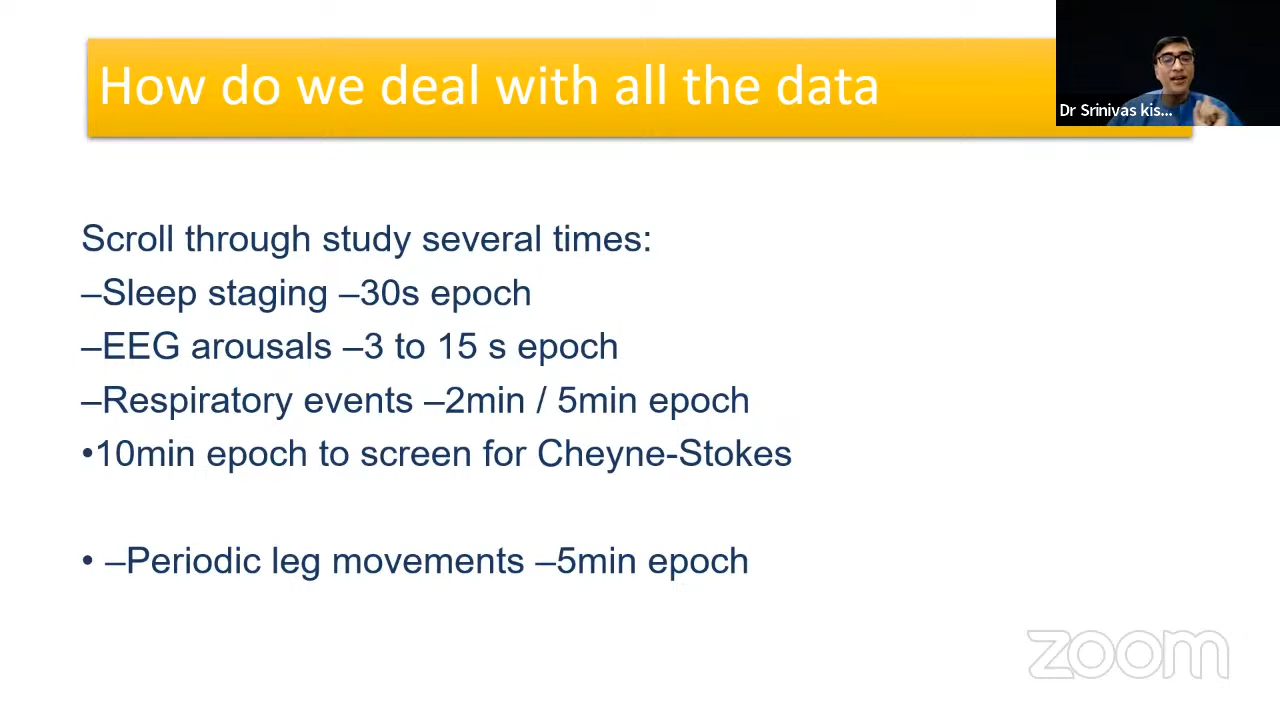 How do we deal with all the data
Dr Srinivas kis...
Scroll through study several times:
–Sleep staging –30s epoch
–EEG arousals –3 to 15 s epoch
–Respiratory events –2min / 5min epoch
•10min epoch to screen for Cheyne-Stokes
• –Periodic leg movements –5min epoch
zoom